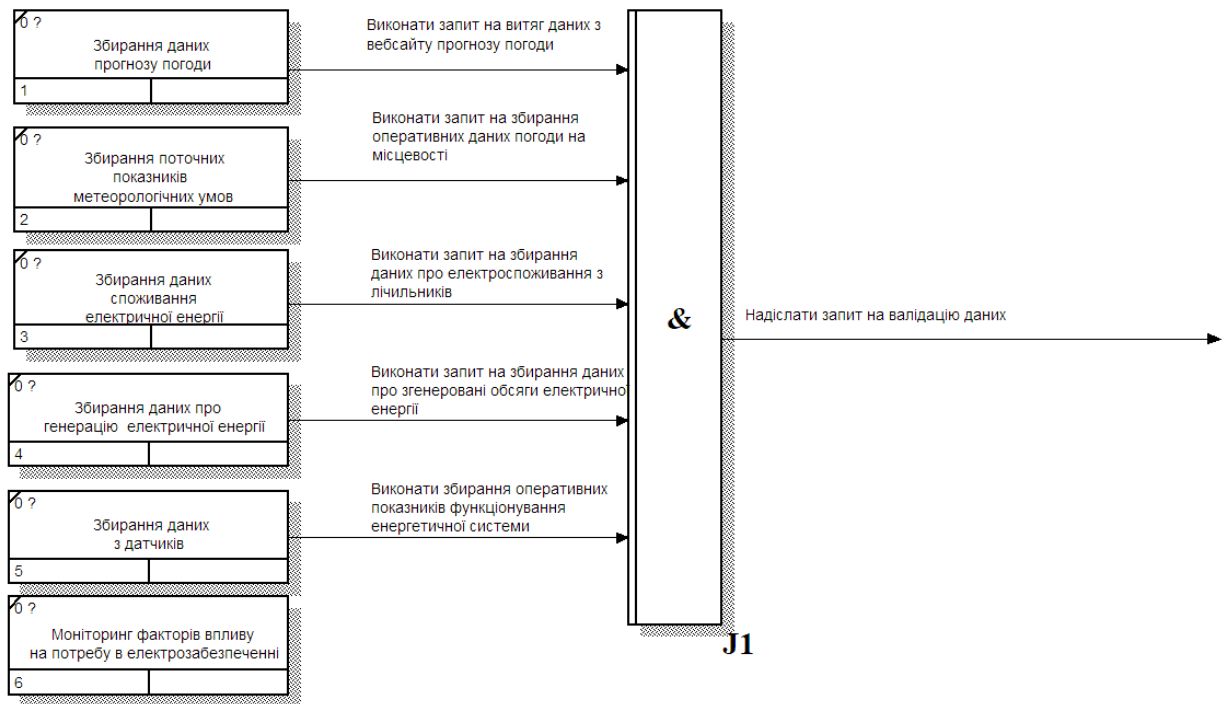 0 ?
Збирання даних
прогнозу погоди
1
Виконати запит на витяг даних з
вебсайту прогнозу погоди
0 ?
Збирання поточних
показників
метеорологічних умов
2
Виконати запит на збирання
оперативних даних погоди на
місцевості
0 ?
Збирання даних
споживання
електричної енергії
3
Виконати запит на збирання
даних про електроспоживання з
лічильників
&
Надіслати запит на валідацію даних
0 ?
Збирання даних про
генерацію електричної енергії
4
Виконати запит на збирання даних
про згенеровані обсяги електричної
енергії
0 ?
Збирання даних
з датчиків
5
Виконати збирання оперативних
показників функціонування
енергетичної системи
0 ?
Моніторинг факторів впливу
на потребу в електрозабезпеченні
6
J1